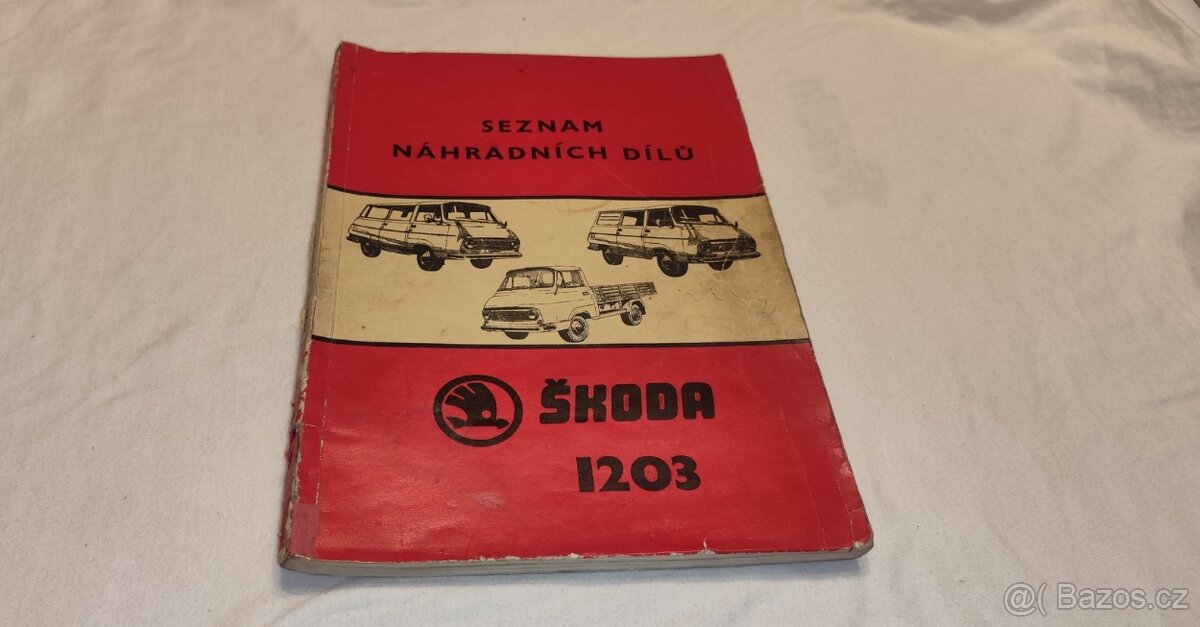 SEZNAM
NÁHRADNÍCH DÍLŮ
ŠKODA
1203
@( Bazos.cz